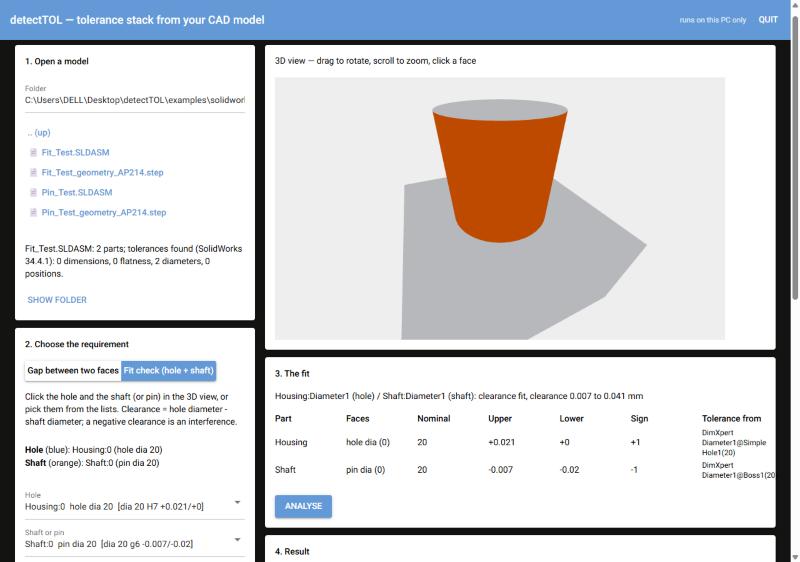 detectTOL — tolerance stack from your CAD model
runs on this PC only
QUIT
1. Open a model
Folder
C:\Users\DELL\Desktop\detectTOL\examples\solidwor
.. (up)
Fit_Test.SLDASM
Fit_Test_geometry_AP214.step
Pin_Test.SLDASM
Pin_Test_geometry_AP214.step
Fit_Test.SLDASM: 2 parts; tolerances found (SolidWorks
34.4.1): 0 dimensions, 0 flatness, 2 diameters, 0
positions.
SHOW FOLDER
2. Choose the requirement
Gap between two faces Fit check (hole + shaft)
Click the hole and the shaft (or pin) in the 3D view, or
pick them from the lists. Clearance = hole diameter -
shaft diameter; a negative clearance is an interference.
Hole (blue): Housing:0 (hole dia 20)
Shaft (orange): Shaft:0 (pin dia 20)
Hole
Housing:0 hole dia 20 [dia 20 H7 +0.021/+0]
Shaft or pin
Shaft:0 pin dia 20 [dia 20 g6 -0.007/-0.02]
3D view — drag to rotate, scroll to zoom, click a face
3. The fit
Housing:Diameter1 (hole) / Shaft:Diameter1 (shaft): clearance fit, clearance 0.007 to 0.041 mm
Part Faces Nominal Upper Lower Sign Tolerance from
Housing hole dia (0) 20 +0.021 +0 +1 DimXpert
Diameter1@Simple
Hole1(20)
Shaft pin dia (0) 20 -0.007 -0.02 -1 DimXpert
Diameter1@Boss1(20
ANALYSE
4. Result